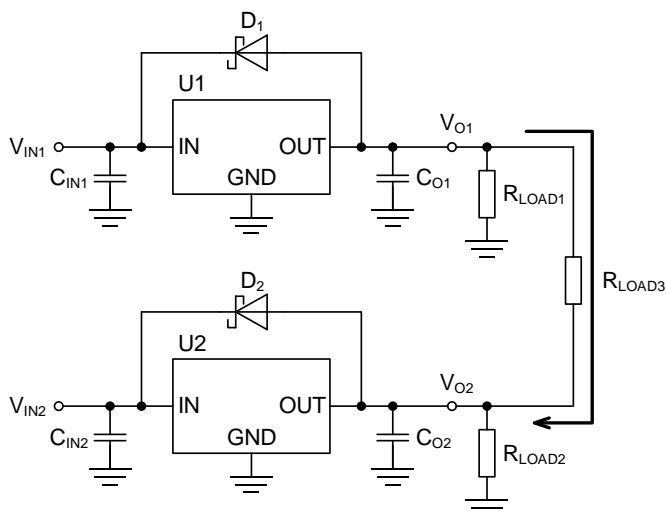 D1
U1
VIN1
IN
OUT
GND
CIN1
CO1
VO1
RLOAD1
RLOAD3
D2
U2
VIN2
IN
OUT
GND
CIN2
CO2
VO2
RLOAD2